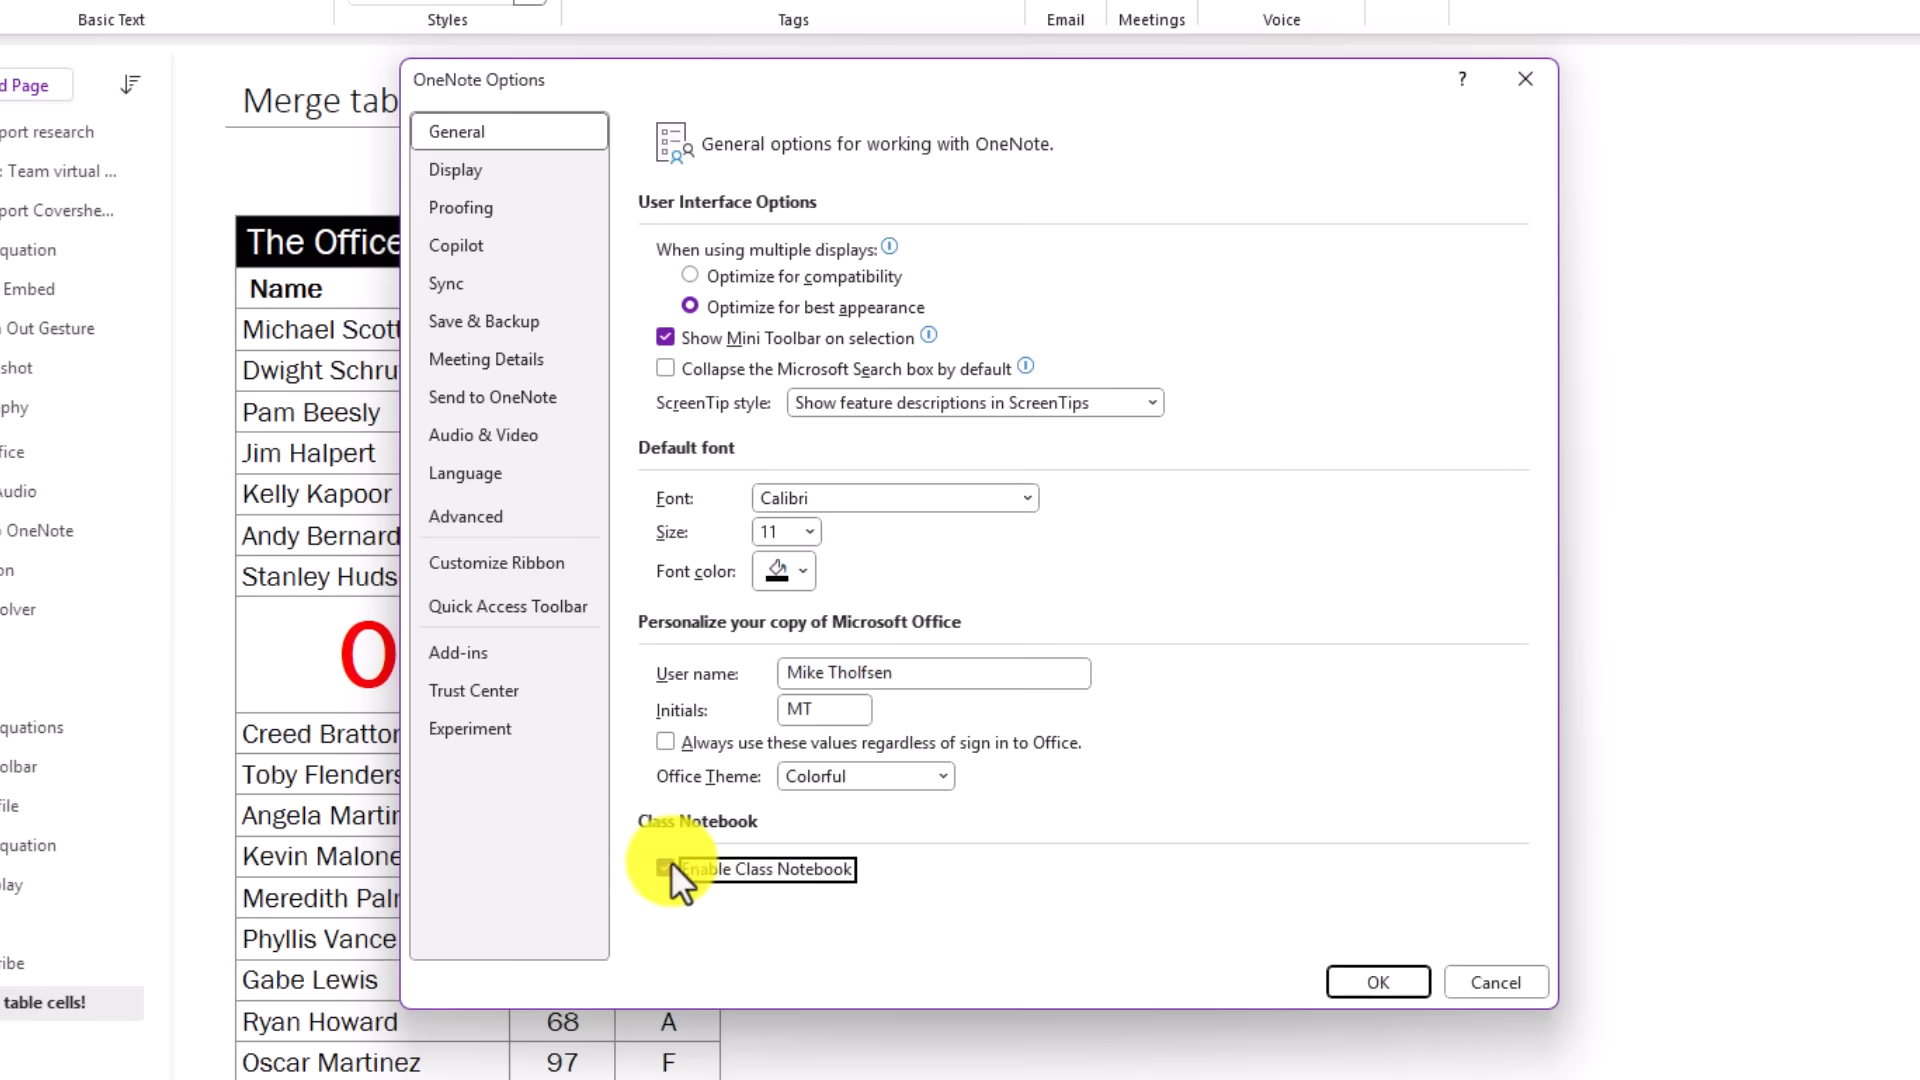 Basic Text
Styles
Tags
Email
Meetings
Voice
d Page
port research
: Team virtual ...
port Covershe...
quation
Embed
Out Gesture
shot
phy
fice
Audio
OneNote
on
olver
quations
olbar
file
quation
play
ribe
table cells!
Merge tab
The Office
Name
Michael Scott
Dwight Schru
Pam Beesly
Jim Halpert
Kelly Kapoor
Andy Bernard
Stanley Huds
O
Creed Bratton
Toby Flenders
Angela Martin
Kevin Malone
Meredith Pal
Phyllis Vance
Gabe Lewis
Ryan Howard 68 A
Oscar Martinez 97 F
OneNote Options
?
General
Display
Proofing
Copilot
Sync
Save & Backup
Meeting Details
Send to OneNote
Audio & Video
Language
Advanced
Customize Ribbon
Quick Access Toolbar
Add-ins
Trust Center
Experiment
General options for working with OneNote.
User Interface Options
When using multiple displays:
Optimize for compatibility
Optimize for best appearance
Show Mini Toolbar on selection
Collapse the Microsoft Search box by default
ScreenTip style: Show feature descriptions in ScreenTips
Default font
Font: Calibri
Size: 11
Font color:
Personalize your copy of Microsoft Office
User name: Mike Tholfsen
Initials: MT
Always use these values regardless of sign in to Office.
Office Theme: Colorful
Class Notebook
Enable Class Notebook
OK
Cancel